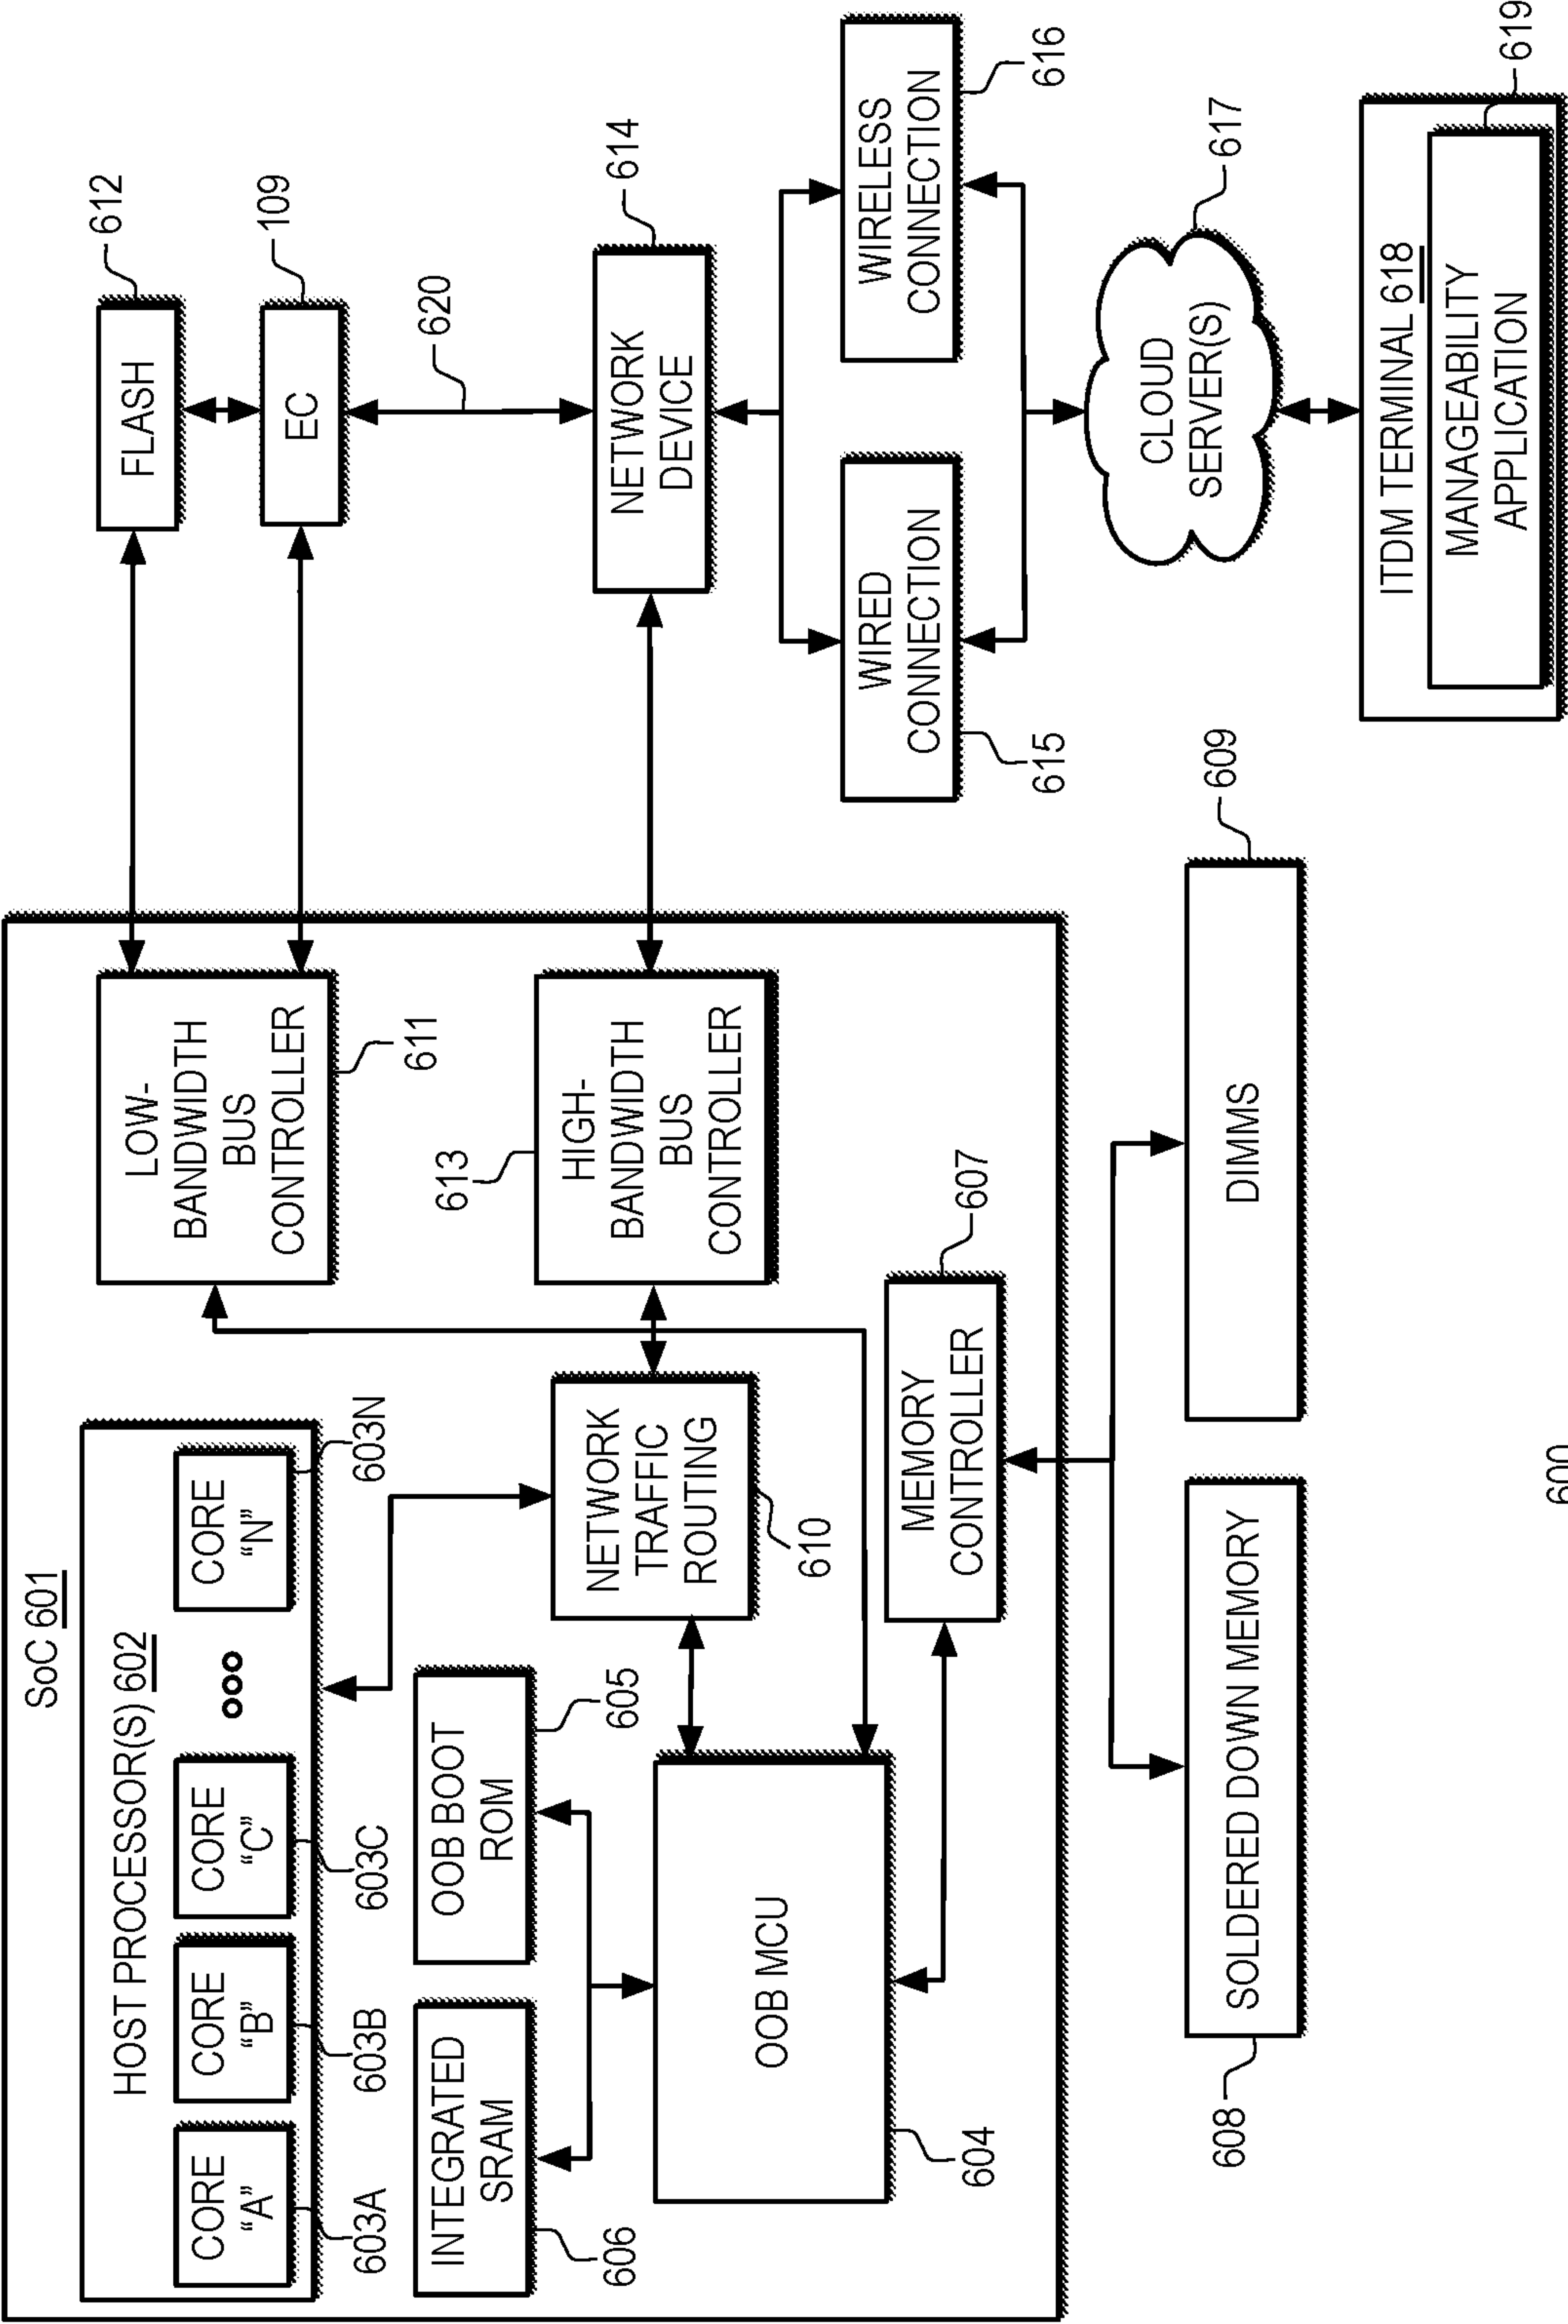 SoC 601
HOST PROCESSOR(S) 602
CORE
“A”
603A
CORE
“B”
603B
CORE
“C”
603C
CORE
“N”
603N
INTEGRATED
SRAM
606
OOB BOOT
ROM
605
OOB MCU
604
NETWORK
TRAFFIC
ROUTING
610
MEMORY
CONTROLLER
607
LOW-
BANDWIDTH
BUS
CONTROLLER
611
HIGH-
BANDWIDTH
BUS
CONTROLLER
613
SOLDERED DOWN MEMORY
608
DIMMS
609
FLASH
612
EC
109
620
NETWORK
DEVICE
614
WIRED
CONNECTION
615
WIRELESS
CONNECTION
616
CLOUD
SERVER(S)
617
ITDM TERMINAL 618
MANAGEABILITY
APPLICATION
619
600